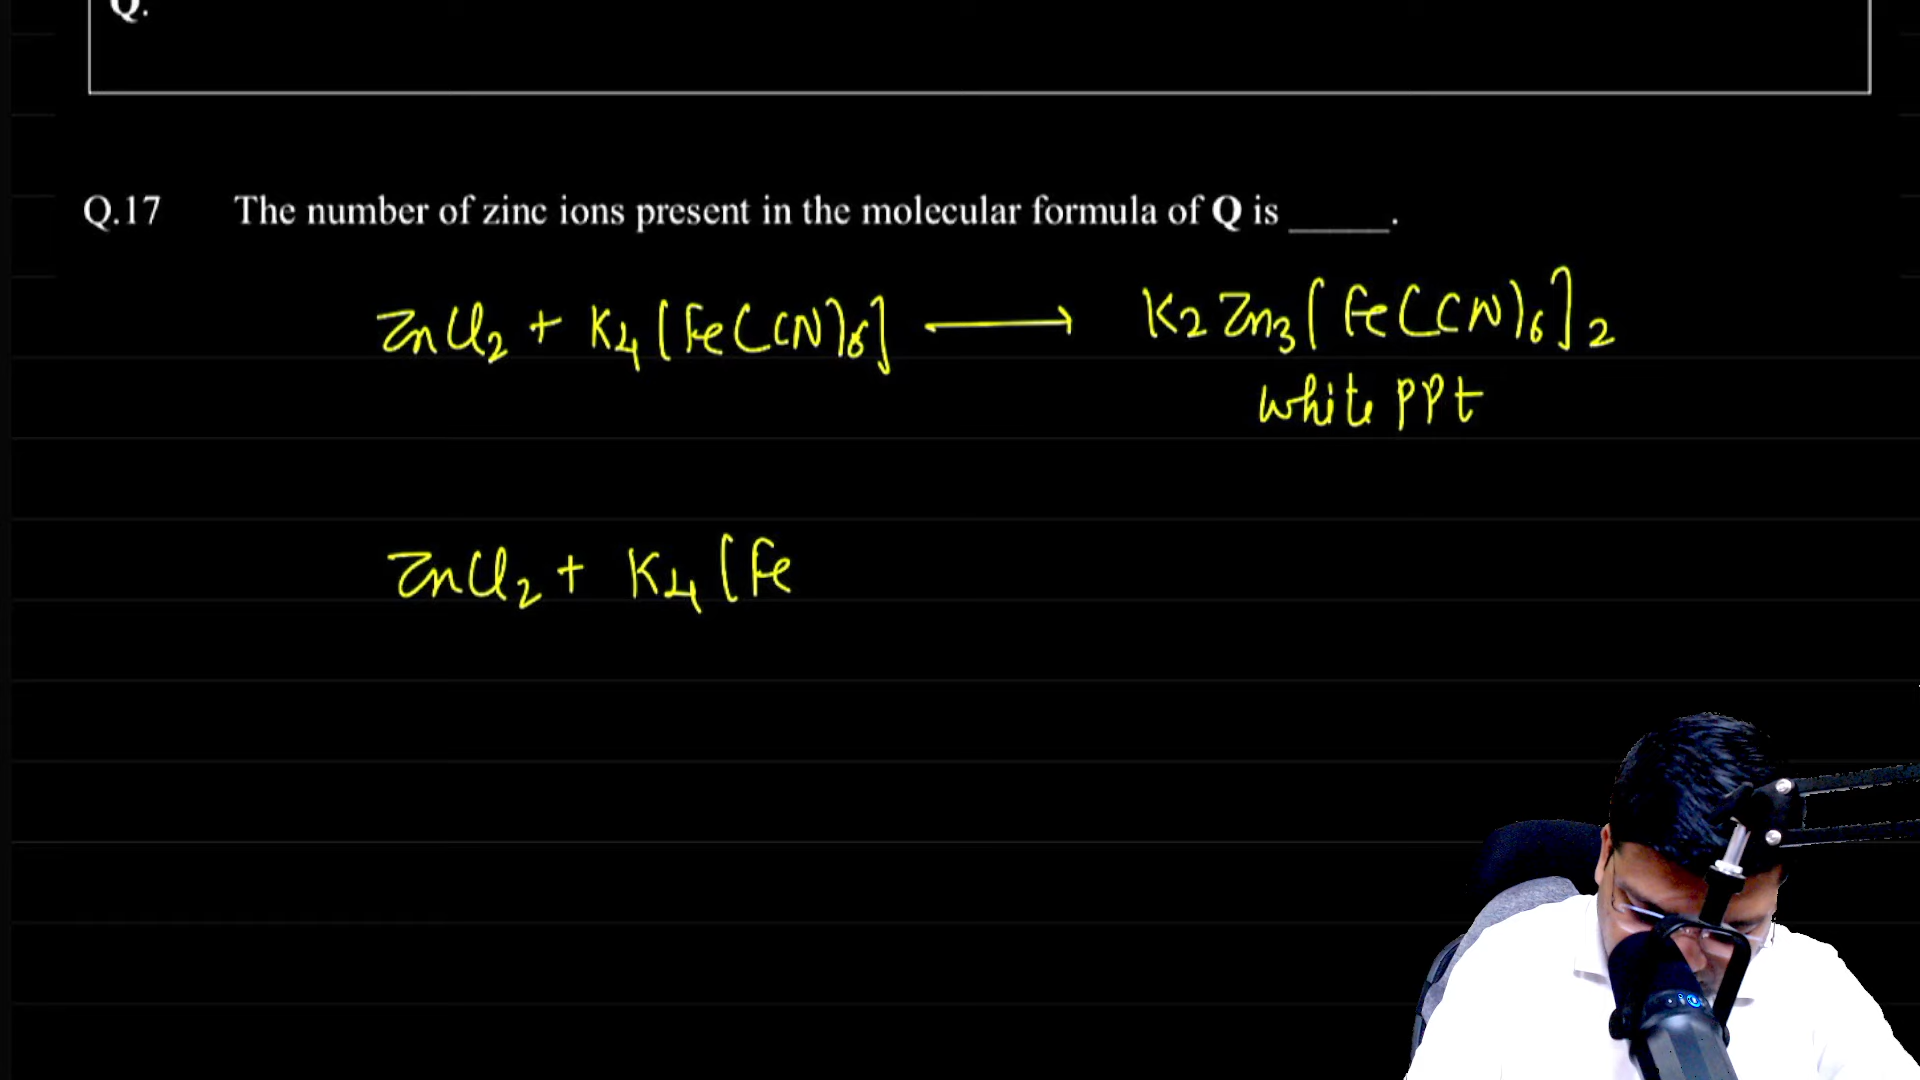 Q.
Q.17 The number of zinc ions present in the molecular formula of Q is _____.
ZnCl2 + K4[Fe(CN)6] ⟶ K2Zn3[Fe(CN)6]2
white PPt
ZnCl2 + K4[Fe